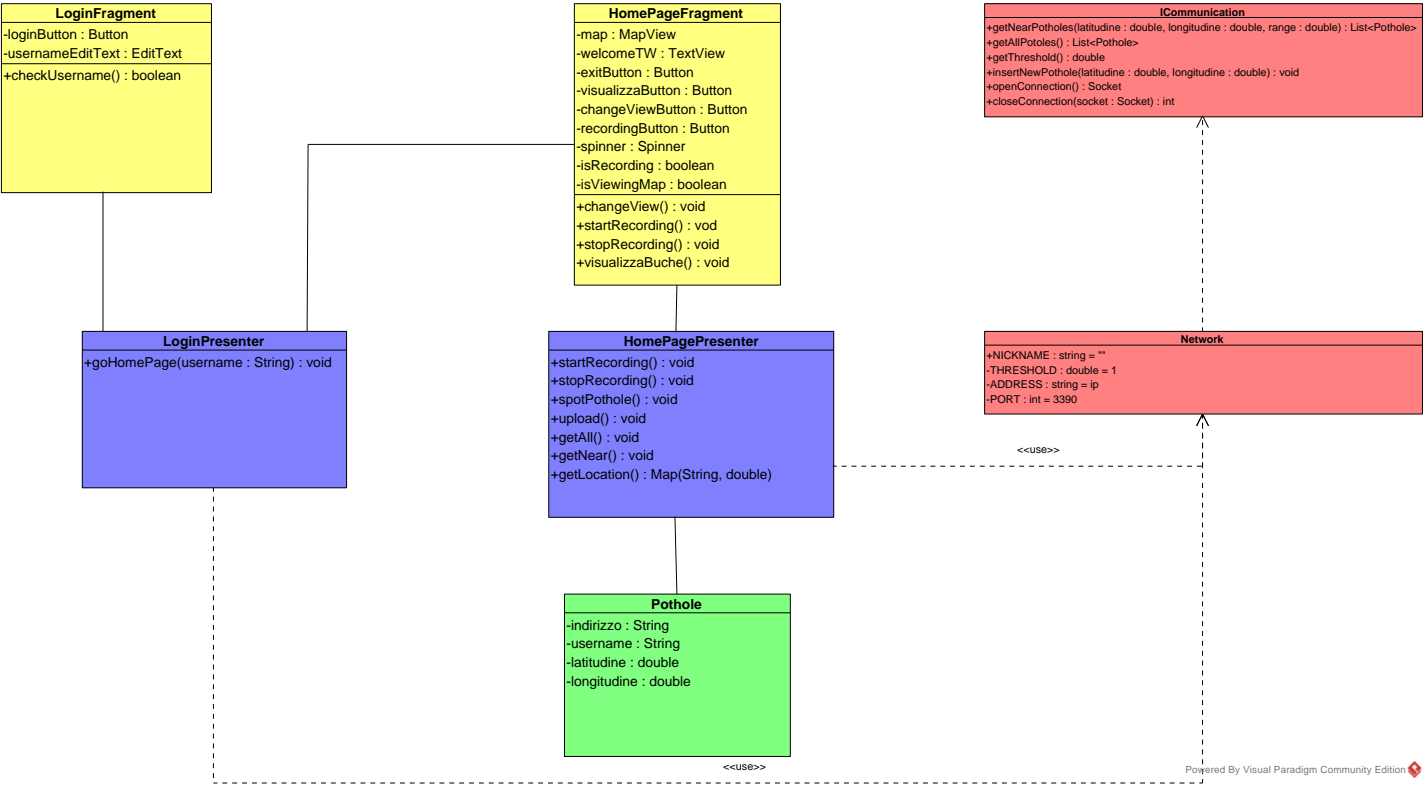 LoginFragment
-loginButton : Button
-usernameEditText : EditText
+checkUsername() : boolean
HomePageFragment
-map : MapView
-welcomeTW : TextView
-exitButton : Button
-visualizzaButton : Button
-changeViewButton : Button
-recordingButton : Button
-spinner : Spinner
-isRecording : boolean
-isViewingMap : boolean
+changeView() : void
+startRecording() : vod
+stopRecording() : void
+visualizzaBuche() : void
ICommunication
+getNearPotholes(latitudine : double, longitudine : double, range : double) : List<Pothole>
+getAllPotoles() : List<Pothole>
+getThreshold() : double
+insertNewPothole(latitudine : double, longitudine : double) : void
+openConnection() : Socket
+closeConnection(socket : Socket) : int
LoginPresenter
+goHomePage(username : String) : void
HomePagePresenter
+startRecording() : void
+stopRecording() : void
+spotPothole() : void
+upload() : void
+getAll() : void
+getNear() : void
+getLocation() : Map(String, double)
Network
+NICKNAME : string = ""
-THRESHOLD : double = 1
-ADDRESS : string = ip
-PORT : int = 3390
<<use>>
Pothole
-indirizzo : String
-username : String
-latitudine : double
-longitudine : double
<<use>>
Powered By Visual Paradigm Community Edition